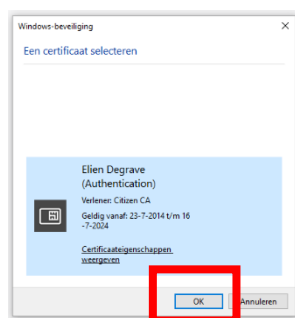 Windows-beveiliging
Een certificaat selecteren
Elien Degrave
(Authentication)
Verlener: Citizen CA
Geldig vanaf: 23-7-2014 t/m 16
-7-2024
Certificaateigenschappen
weergeven
OK
Annuleren